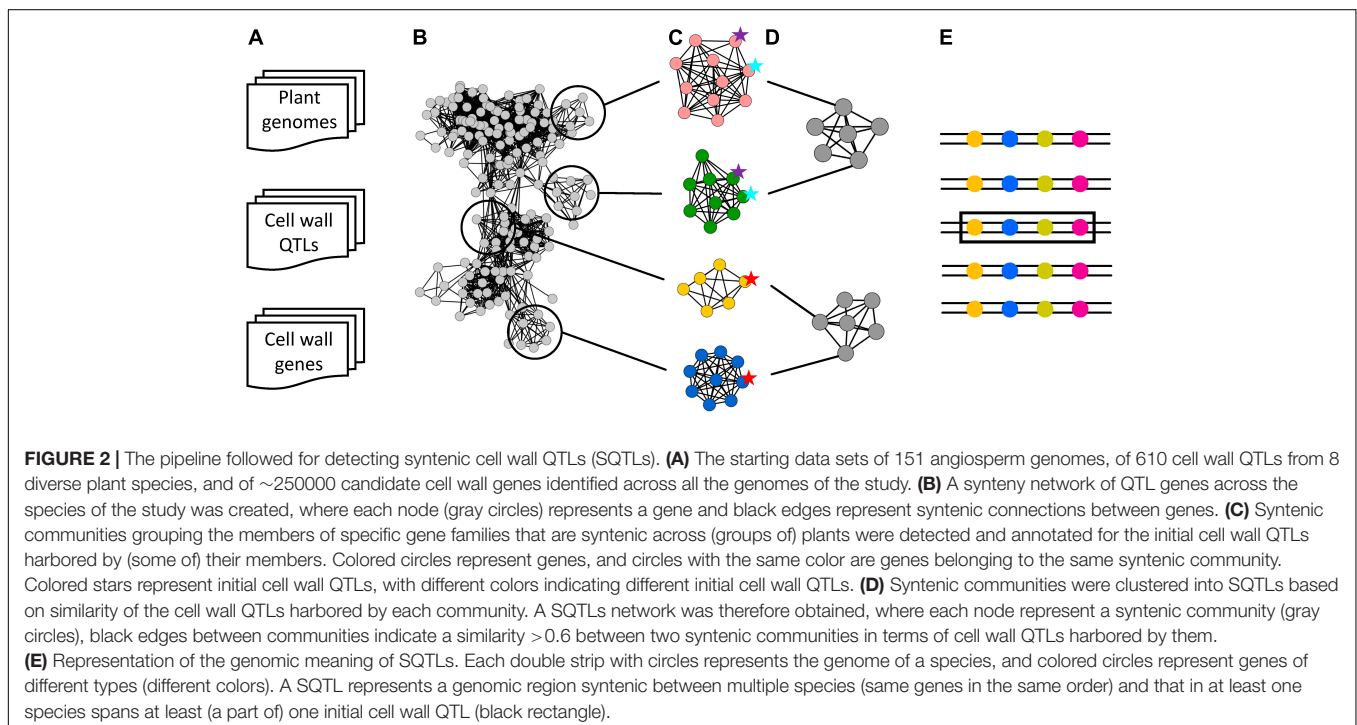 A B C D E
Plant
genomes
Cell wall
QTLs
Cell wall
genes
FIGURE 2 | The pipeline followed for detecting syntenic cell wall QTLs (SQTLs). (A) The starting data sets of 151 angiosperm genomes, of 610 cell wall QTLs from 8
diverse plant species, and of ~250000 candidate cell wall genes identified across all the genomes of the study. (B) A synteny network of QTL genes across the
species of the study was created, where each node (gray circles) represents a gene and black edges represent syntenic connections between genes. (C) Syntenic
communities grouping the members of specific gene families that are syntenic across (groups of) plants were detected and annotated for the initial cell wall QTLs
harbored by (some of) their members. Colored circles represent genes, and circles with the same color are genes belonging to the same syntenic community.
Colored stars represent initial cell wall QTLs, with different colors indicating different initial cell wall QTLs. (D) Syntenic communities were clustered into SQTLs based
on similarity of the cell wall QTLs harbored by each community. A SQTLs network was therefore obtained, where each node represent a syntenic community (gray
circles), black edges between communities indicate a similarity >0.6 between two syntenic communities in terms of cell wall QTLs harbored by them.
(E) Representation of the genomic meaning of SQTLs. Each double strip with circles represents the genome of a species, and colored circles represent genes of
different types (different colors). A SQTL represents a genomic region syntenic between multiple species (same genes in the same order) and that in at least one
species spans at least (a part of) one initial cell wall QTL (black rectangle).